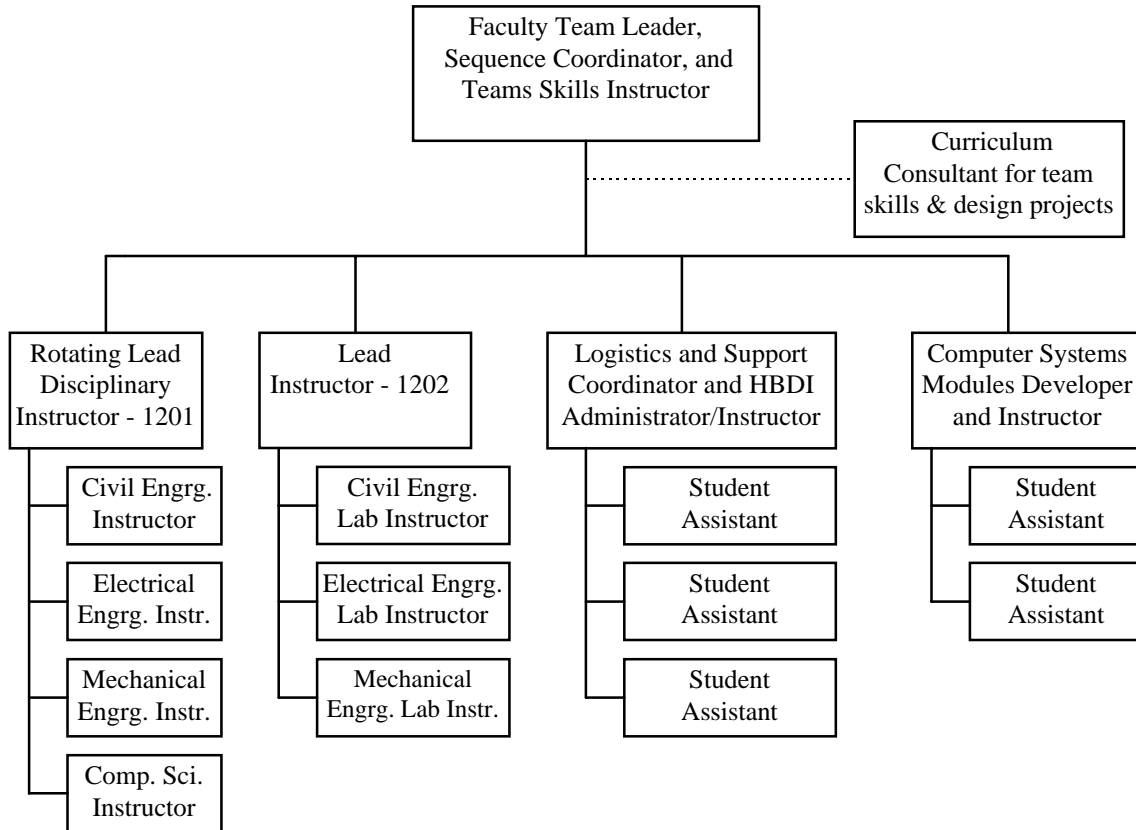 Faculty Team Leader,
Sequence Coordinator, and
Teams Skills Instructor
Curriculum
Consultant for team
skills & design projects
Rotating Lead
Disciplinary
Instructor - 1201
Lead
Instructor - 1202
Logistics and Support
Coordinator and HBDI
Administrator/Instructor
Computer Systems
Modules Developer
and Instructor
Civil Engrg.
Instructor
Electrical
Engrg. Instr.
Mechanical
Engrg. Instr.
Comp. Sci.
Instructor
Civil Engrg.
Lab Instructor
Electrical Engrg.
Lab Instructor
Mechanical
Engrg. Lab Instr.
Student
Assistant
Student
Assistant
Student
Assistant
Student
Assistant
Student
Assistant